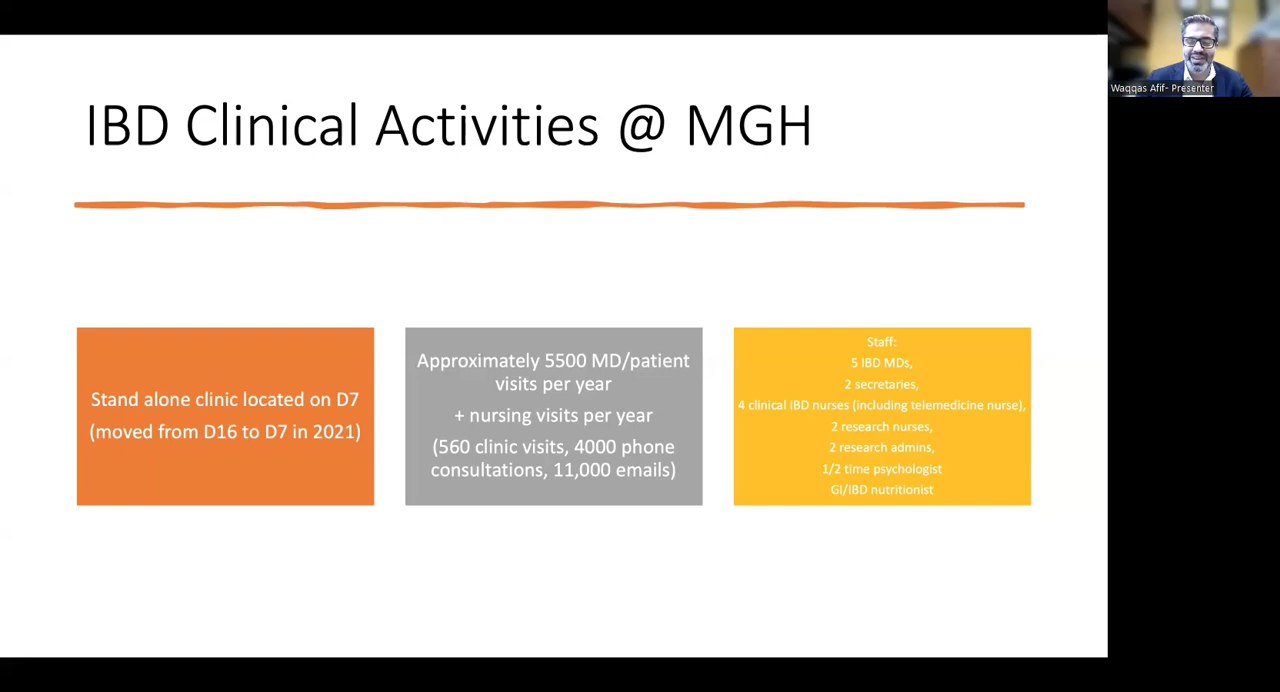 IBD Clinical Activities @ MGH
Waqqas Afif- Presenter
Stand alone clinic located on D7
(moved from D16 to D7 in 2021)
Approximately 5500 MD/patient
visits per year
+ nursing visits per year
(560 clinic visits, 4000 phone
consultations, 11,000 emails)
Staff:
5 IBD MDs,
2 secretaries,
4 clinical IBD nurses (including telemedicine nurse),
2 research nurses,
2 research admins,
1/2 time psychologist
GI/IBD nutritionist